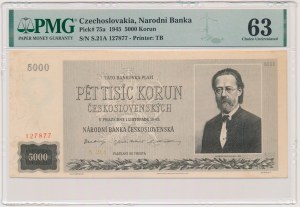 PMG
PAPER MONEY GUARANTY
Czechoslovakia, Narodni Banka
Pick# 75a 1945 5000 Korun
S/N S.21A 127877 - Printer: TB
63
Choice Uncirculated
5000
PĚT TISÍC KORUN
ČESKOSLOVENSKÝCH
NÁRODNÍ BANKA ČESKOSLOVENSKÁ
127877
5000